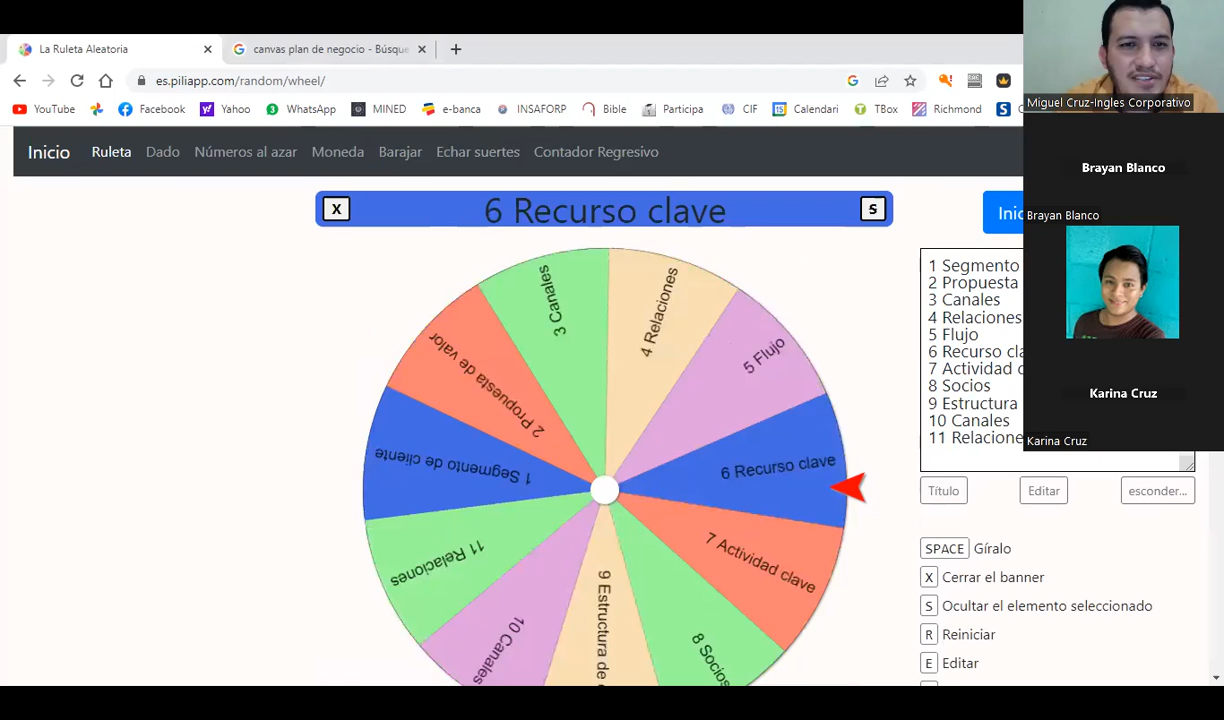 La Ruleta Aleatoria
canvas plan de negocio - Búsque
es.piliapp.com/random/wheel/
YouTube
Facebook
Yahoo
WhatsApp
MINED
e-banca
INSAFORP
Bible
Participa
CIF
Calendari
TBox
Richmond
Inicio
Ruleta
Dado
Números al azar
Moneda
Barajar
Echar suertes
Contador Regresivo
X
6 Recurso clave
S
Inic
1 Segmento
2 Propuesta
3 Canales
4 Relaciones
5 Flujo
6 Recurso cla
7 Actividad c
8 Socios
9 Estructura
10 Canales
11 Relacione
Título
Editar
esconder...
SPACE Gíralo
X Cerrar el banner
S Ocultar el elemento seleccionado
R Reiniciar
E Editar
3 Canales
4 Relaciones
5 Flujo
6 Recurso clave
7 Actividad clave
8 Socios
9 Estructura de
10 Canales
11 Relaciones
1 Segmento de cliente
2 Propuesta de valor
Miguel Cruz-Ingles Corporativo
Brayan Blanco
Brayan Blanco
Karina Cruz
Karina Cruz